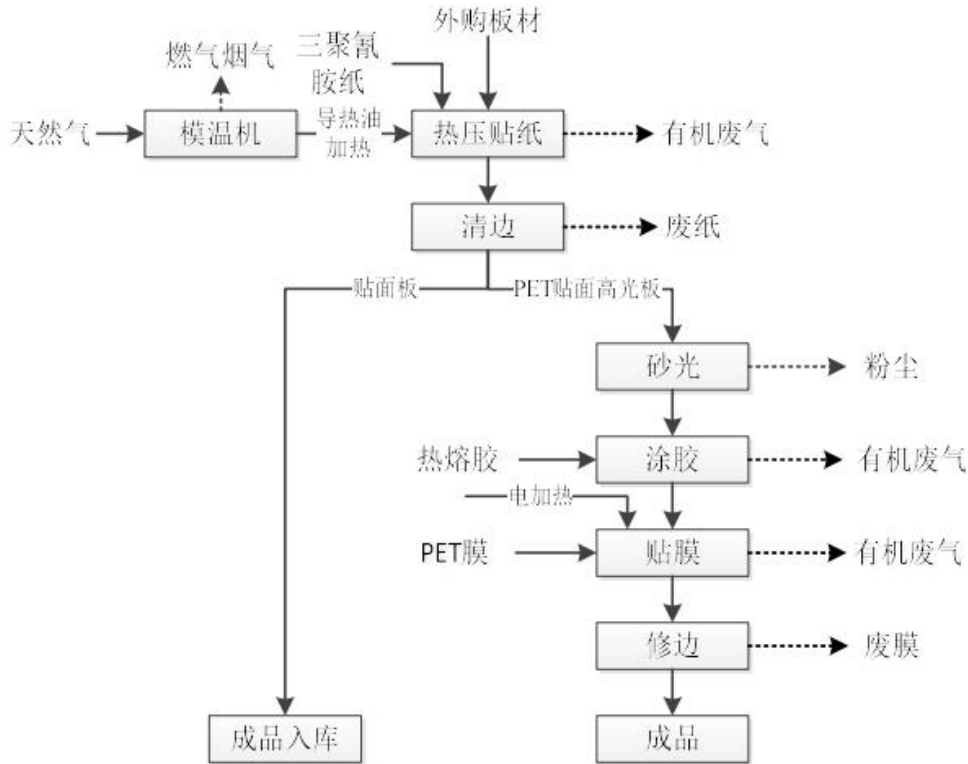 外购板材
燃气烟气
三聚氰
胺纸
天然气
模温机
导热油
加热
热压贴纸
有机废气
清边
废纸
贴面板
PET贴面高光板
砂光
粉尘
热熔胶
涂胶
有机废气
电加热
PET膜
贴膜
有机废气
修边
废膜
成品入库
成品